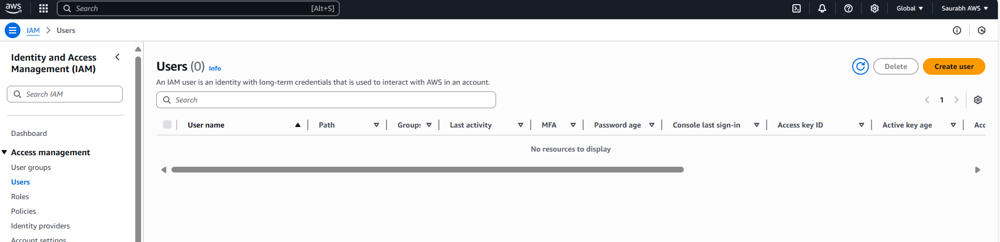 aws Search [Alt+S] Global Saurabh AWS
IAM Users
Identity and Access
Management (IAM)
Search IAM
Dashboard
Access management
User groups
Users
Roles
Policies
Identity providers
Account settings
Users (0) Info
Delete
Create user
An IAM user is an identity with long-term credentials that is used to interact with AWS in an account.
Search
1
User name Path Groups Last activity MFA Password age Console last sign-in Access key ID Active key age Acc
No resources to display